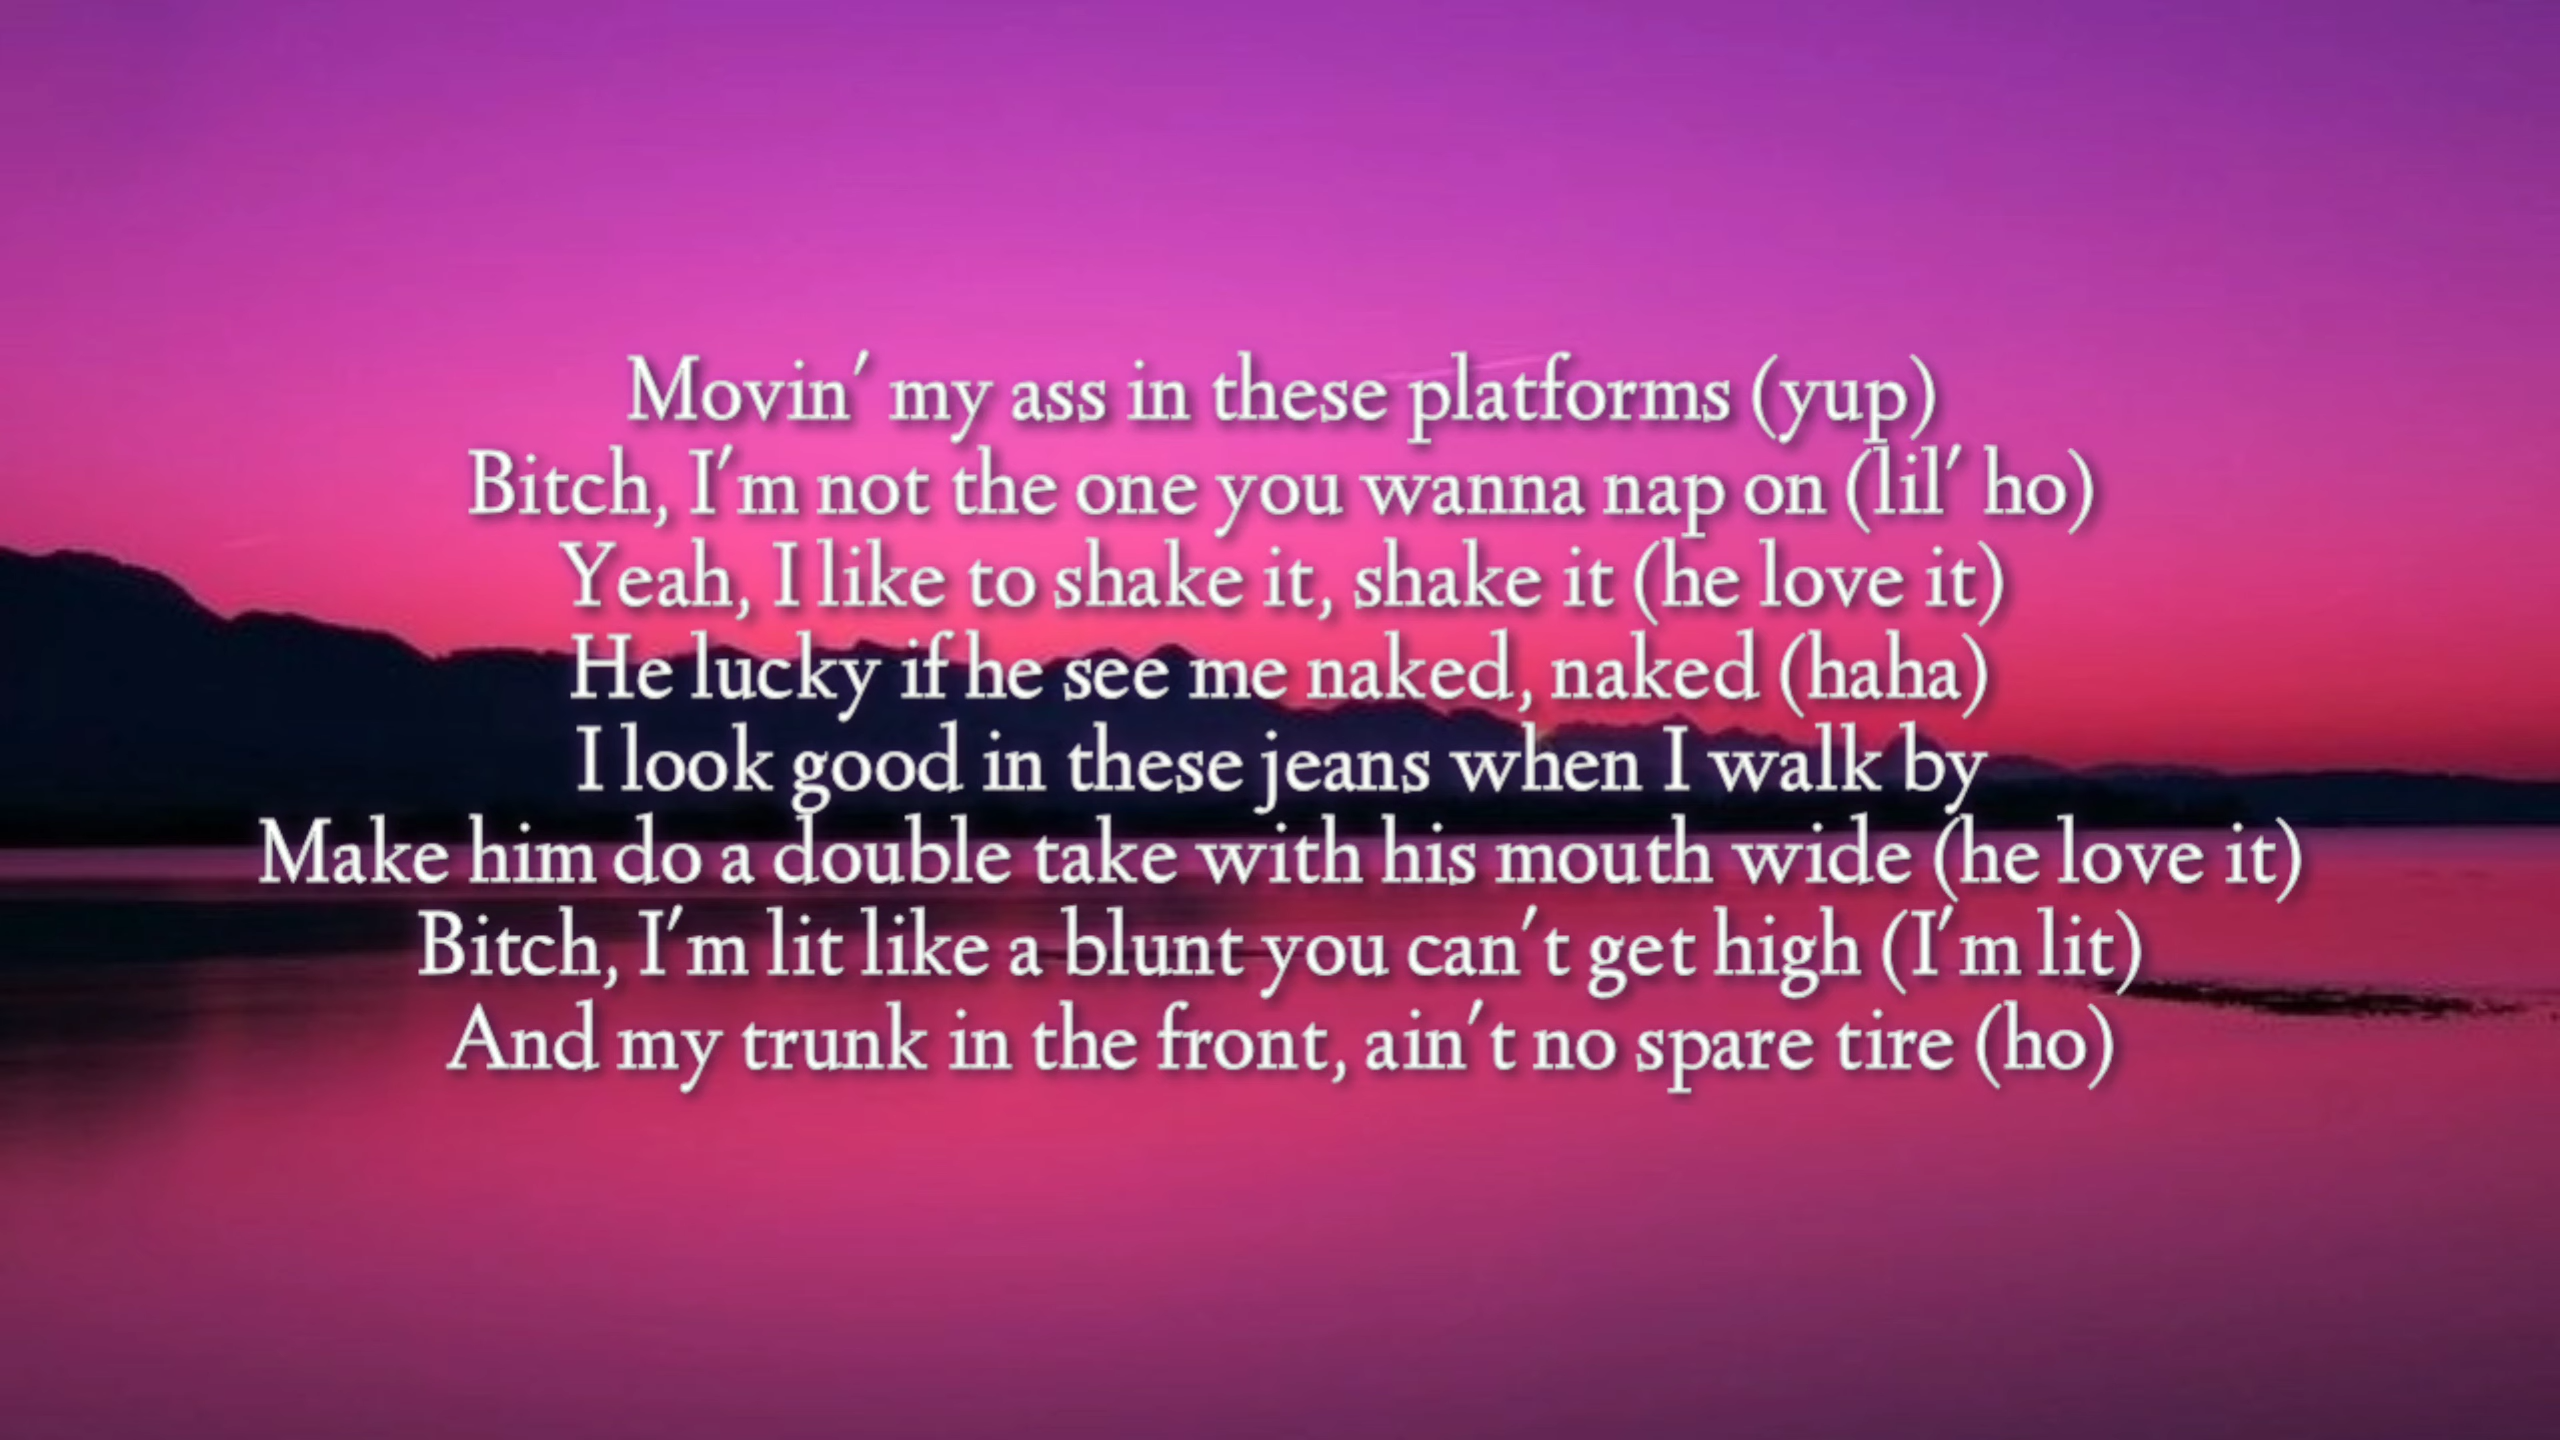 Movin' my ass in these platforms (yup)
Bitch, I'm not the one you wanna nap on (lil' ho)
Yeah, I like to shake it, shake it (he love it)
He lucky if he see me naked, naked (haha)
I look good in these jeans when I walk by
Make him do a double take with his mouth wide (he love it)
Bitch, I'm lit like a blunt you can't get high (I'm lit)
And my trunk in the front, ain't no spare tire (ho)